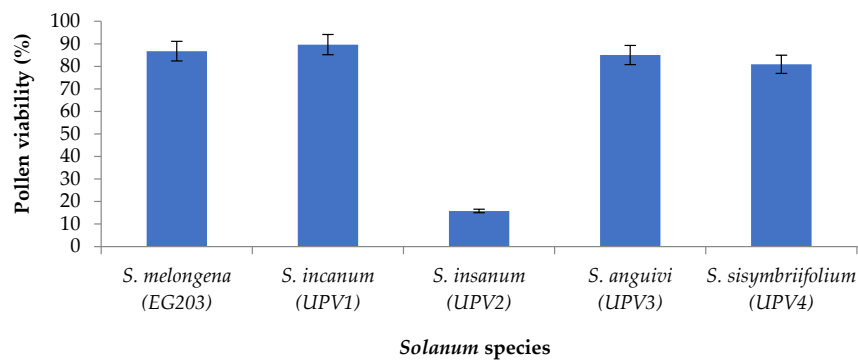 100
90
80
70
60
50
40
30
20
10
0
Pollen viability (%)
S. melongena
(EG203)
S. incanum
(UPV1)
S. insanum
(UPV2)
S. anguivi
(UPV3)
S. sisymbriifolium
(UPV4)
Solanum species